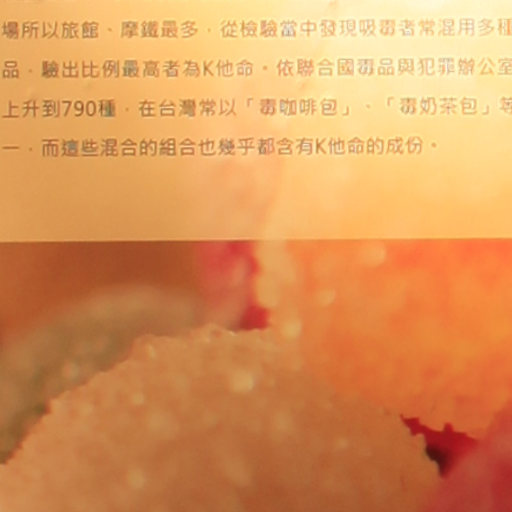 場所以旅館、摩鐵最多，從檢驗當中發現吸毒者常混用多種
品，驗出比例最高者為K他命。依聯合國毒品與犯罪辦公室
上升到790種，在台灣常以「毒咖啡包」、「毒奶茶包」等
一，而這些混合的組合也幾乎都含有K他命的成份。